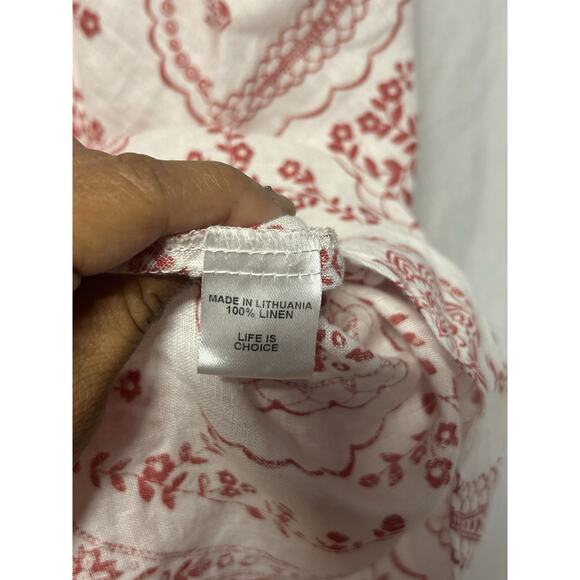 MADE IN LITHUANIA
100% LINEN
LIFE IS
CHOICE